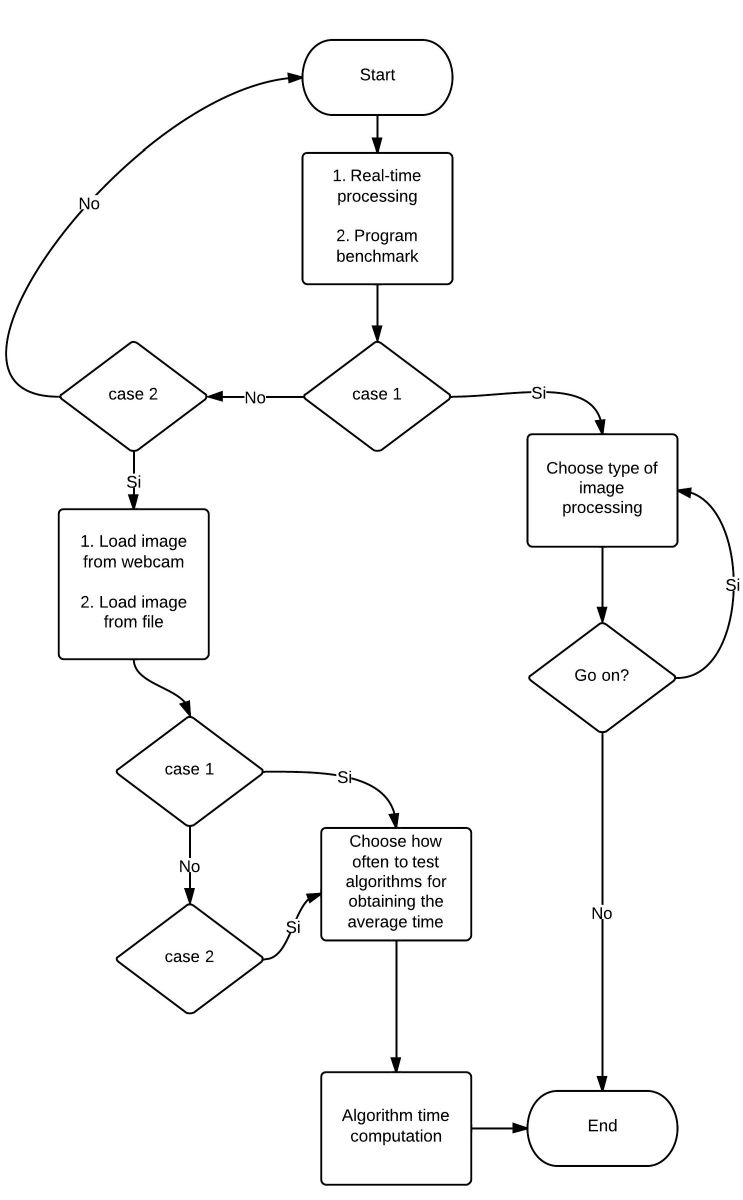 Start
1. Real-time
processing
2. Program
benchmark
No
case 2
No
case 1
Si
Si
Choose type of
image
processing
1. Load image
from webcam
2. Load image
from file
Si
Go on?
case 1
Si
Choose how
often to test
algorithms for
obtaining the
average time
No
Si
case 2
No
Algorithm time
computation
End